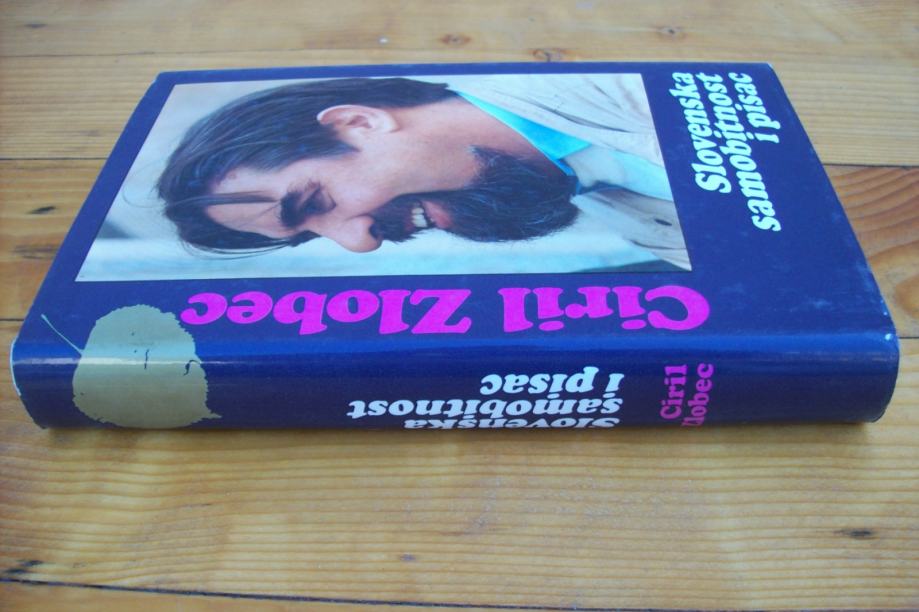 Slovenska
samobitnost
i pisac
Ciril Zlobec
Slovenska
samobitnost
i pisac
Ciril
Zlobec